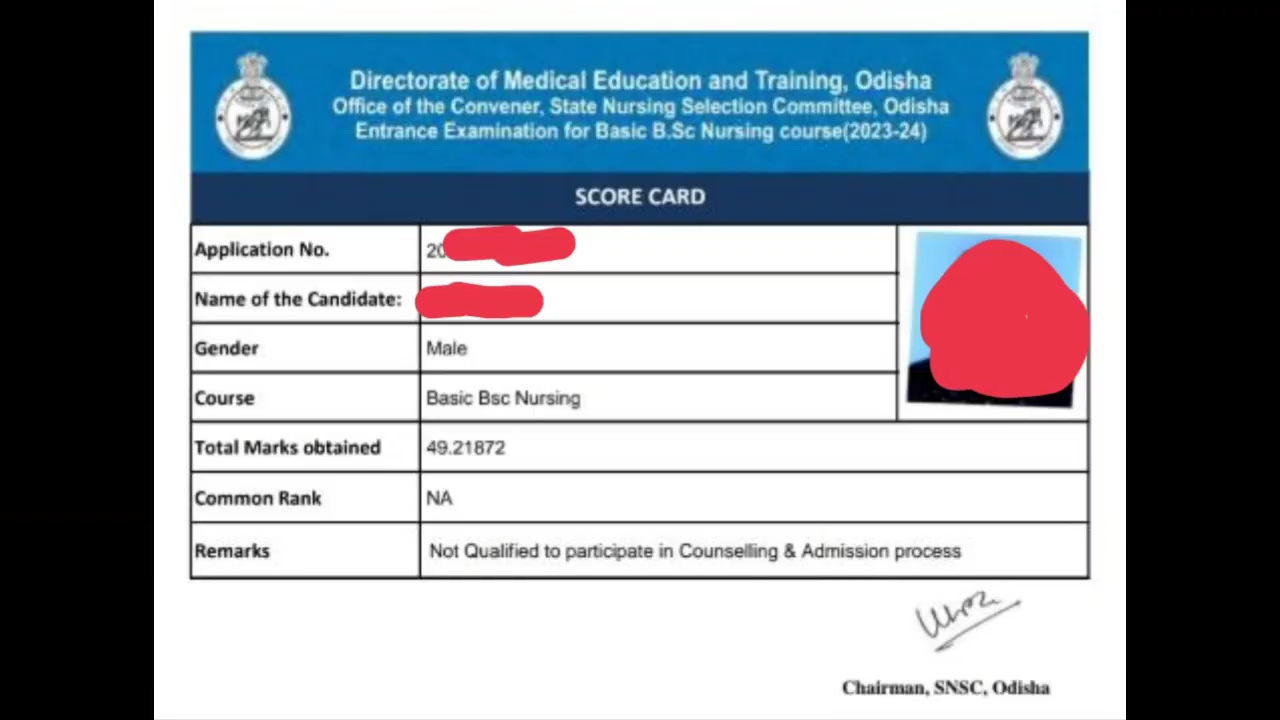 Directorate of Medical Education and Training, Odisha
Office of the Convener, State Nursing Selection Committee, Odisha
Entrance Examination for Basic B.Sc Nursing course(2023-24)
SCORE CARD
Application No. 20
Name of the Candidate:
Gender Male
Course Basic Bsc Nursing
Total Marks obtained 49.21872
Common Rank NA
Remarks Not Qualified to participate in Counselling & Admission process
Chairman, SNSC, Odisha